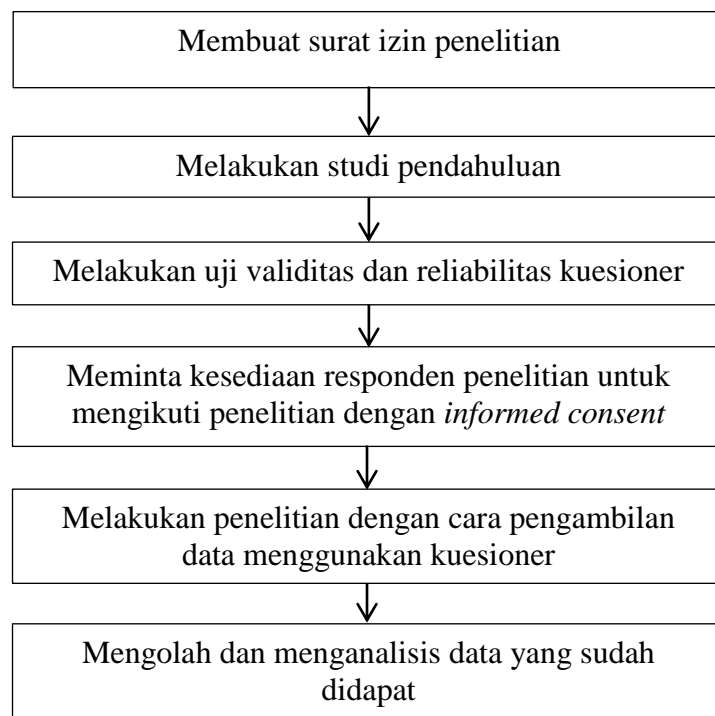 Membuat surat izin penelitian
Melakukan studi pendahuluan
Melakukan uji validitas dan reliabilitas kuesioner
Meminta kesediaan responden penelitian untuk
mengikuti penelitian dengan informed consent
Melakukan penelitian dengan cara pengambilan
data menggunakan kuesioner
Mengolah dan menganalisis data yang sudah
didapat